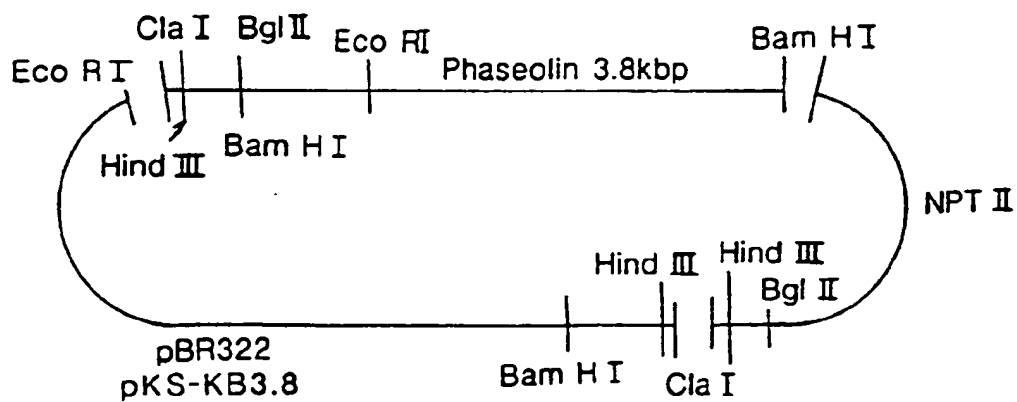 Cla I
Bgl II
Eco RI
Bam H I
Eco R I
Phaseolin 3.8kbp
Hind III
Bam H I
NPT II
Hind III
Hind III
Bgl II
Bam H I
Cla I
pBR322
pKS-KB3.8